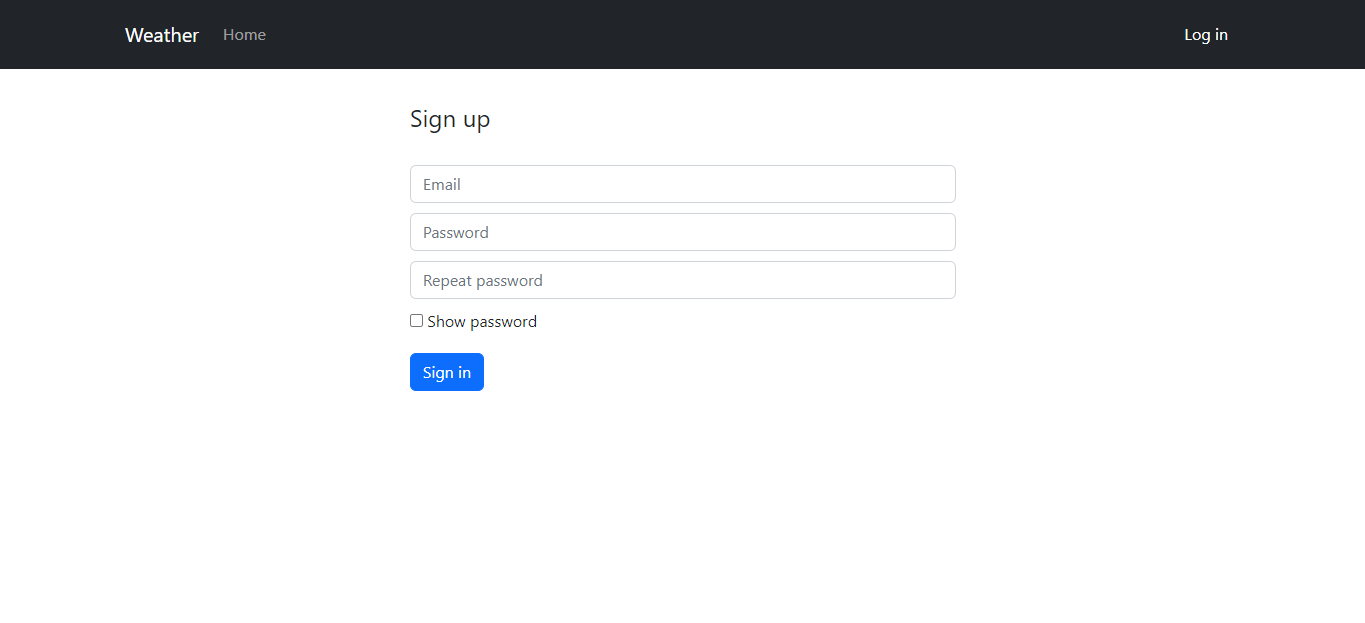 Weather Home Log in
Sign up
Email
Password
Repeat password
Show password
Sign in